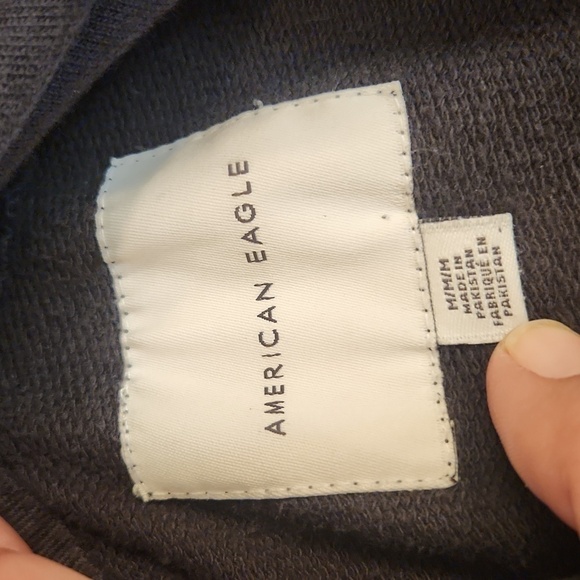 AMERICAN EAGLE
M/M/M
MADE IN
PAKISTAN
FABRIQUÉ EN
PAKISTAN